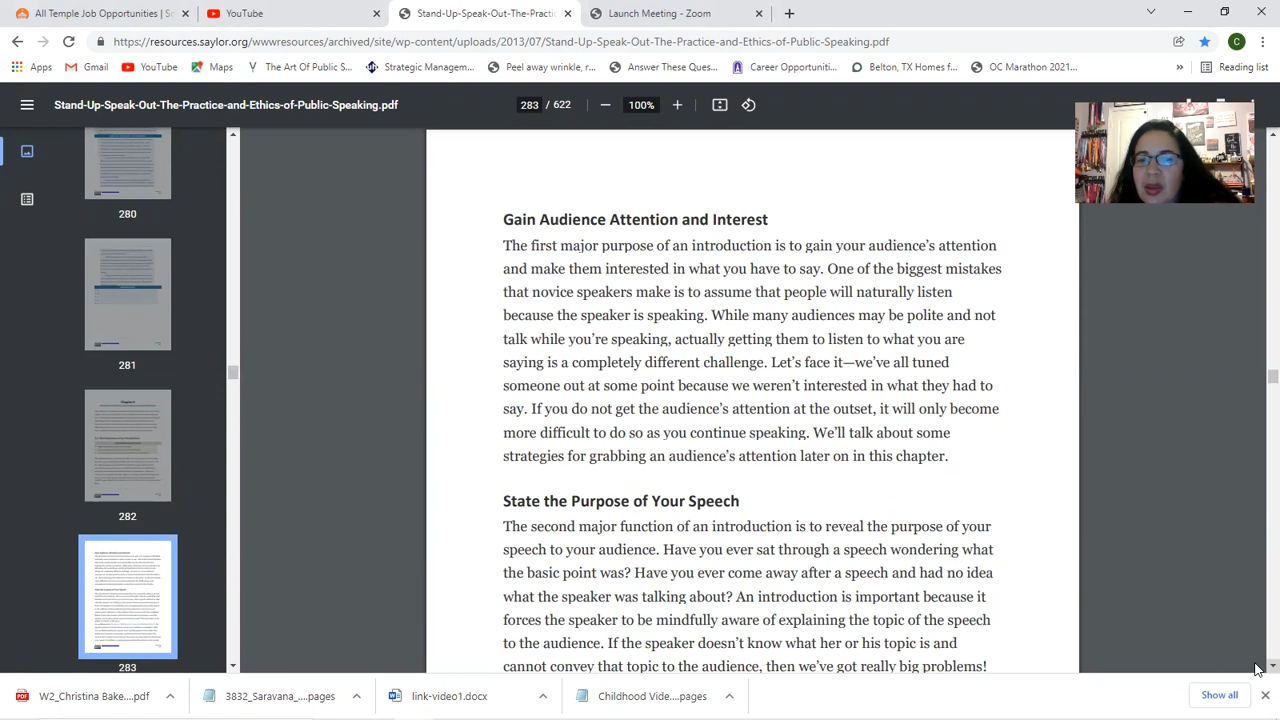 All Temple Job Opportunities | Sc
YouTube
Stand-Up-Speak-Out-The-Practic
Launch Meeting - Zoom
https://resources.saylor.org/wwwresources/archived/site/wp-content/uploads/2013/07/Stand-Up-Speak-Out-The-Practice-and-Ethics-of-Public-Speaking.pdf
C
Apps
Gmail
YouTube
Maps
The Art Of Public S...
Strategic Managem...
Peel away wrinkle, r...
Answer These Ques...
Career Opportuniti...
Belton, TX Homes f...
OC Marathon 2021...
»
Reading list
Stand-Up-Speak-Out-The-Practice-and-Ethics-of-Public-Speaking.pdf
283 / 622
100%
280
281
282
283
Gain Audience Attention and Interest
The first major purpose of an introduction is to gain your audience’s attention
and make them interested in what you have to say. One of the biggest mistakes
that novice speakers make is to assume that people will naturally listen
because the speaker is speaking. While many audiences may be polite and not
talk while you’re speaking, actually getting them to listen to what you are
saying is a completely different challenge. Let’s face it—we’ve all tuned
someone out at some point because we weren’t interested in what they had to
say. If you do not get the audience’s attention at the outset, it will only become
more difficult to do so as you continue speaking. We’ll talk about some
strategies for grabbing an audience’s attention later on in this chapter.
State the Purpose of Your Speech
The second major function of an introduction is to reveal the purpose of your
speech to your audience. Have you ever sat through a speech wondering what
the basic point was? Have you ever come away after a speech and had no idea
what the speaker was talking about? An introduction is important because it
forces the speaker to be mindfully aware of explaining the topic of the speech
to the audience. If the speaker doesn’t know what her or his topic is and
cannot convey that topic to the audience, then we’ve got really big problems!
W2_Christina Bake....pdf
3832_Saravana_....pages
link-video1.docx
Childhood Vide....pages
Show all